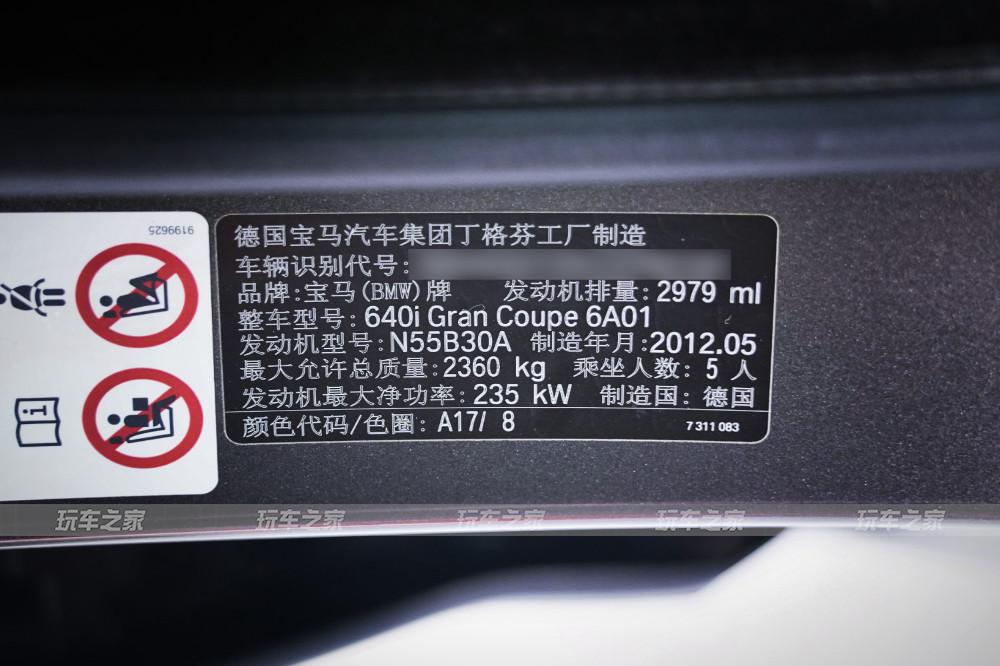 9199625
德国宝马汽车集团丁格芬工厂制造
车辆识别代号:
品牌:宝马(BMW)牌 发动机排量:2979 ml
整车型号:640i Gran Coupe 6A01
发动机型号:N55B30A 制造年月:2012.05
最大允许总质量:2360 kg 乘坐人数: 5 人
发动机最大净功率:235 kW 制造国: 德国
颜色代码/色圈: A17/ 8 7 311 083
玩车之家 玩车之家 玩车之家 玩车之家 玩车之家